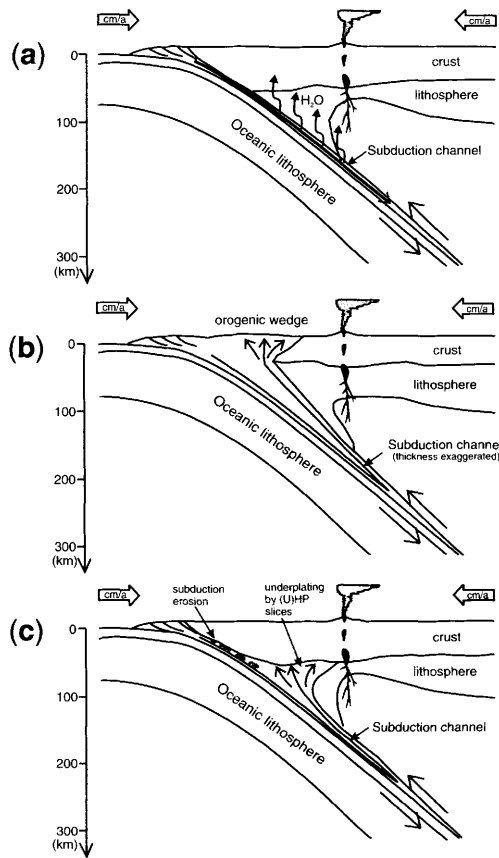 cm/a
cm/a
(a)
0
crust
lithosphere
H₂O
100
Subduction channel
Oceanic lithosphere
200
300
(km)
cm/a
cm/a
orogenic wedge
(b)
0
crust
lithosphere
100
Oceanic lithosphere
Subduction channe
(thickness exaggerated)
200
300
(km)
cm/a
cm/a
subduction
erosion
underplating
by (U)HP
slices
(c)
0
crust
lithosphere
100
Oceanic lithosphere
Subduction channel
200
300
(km)